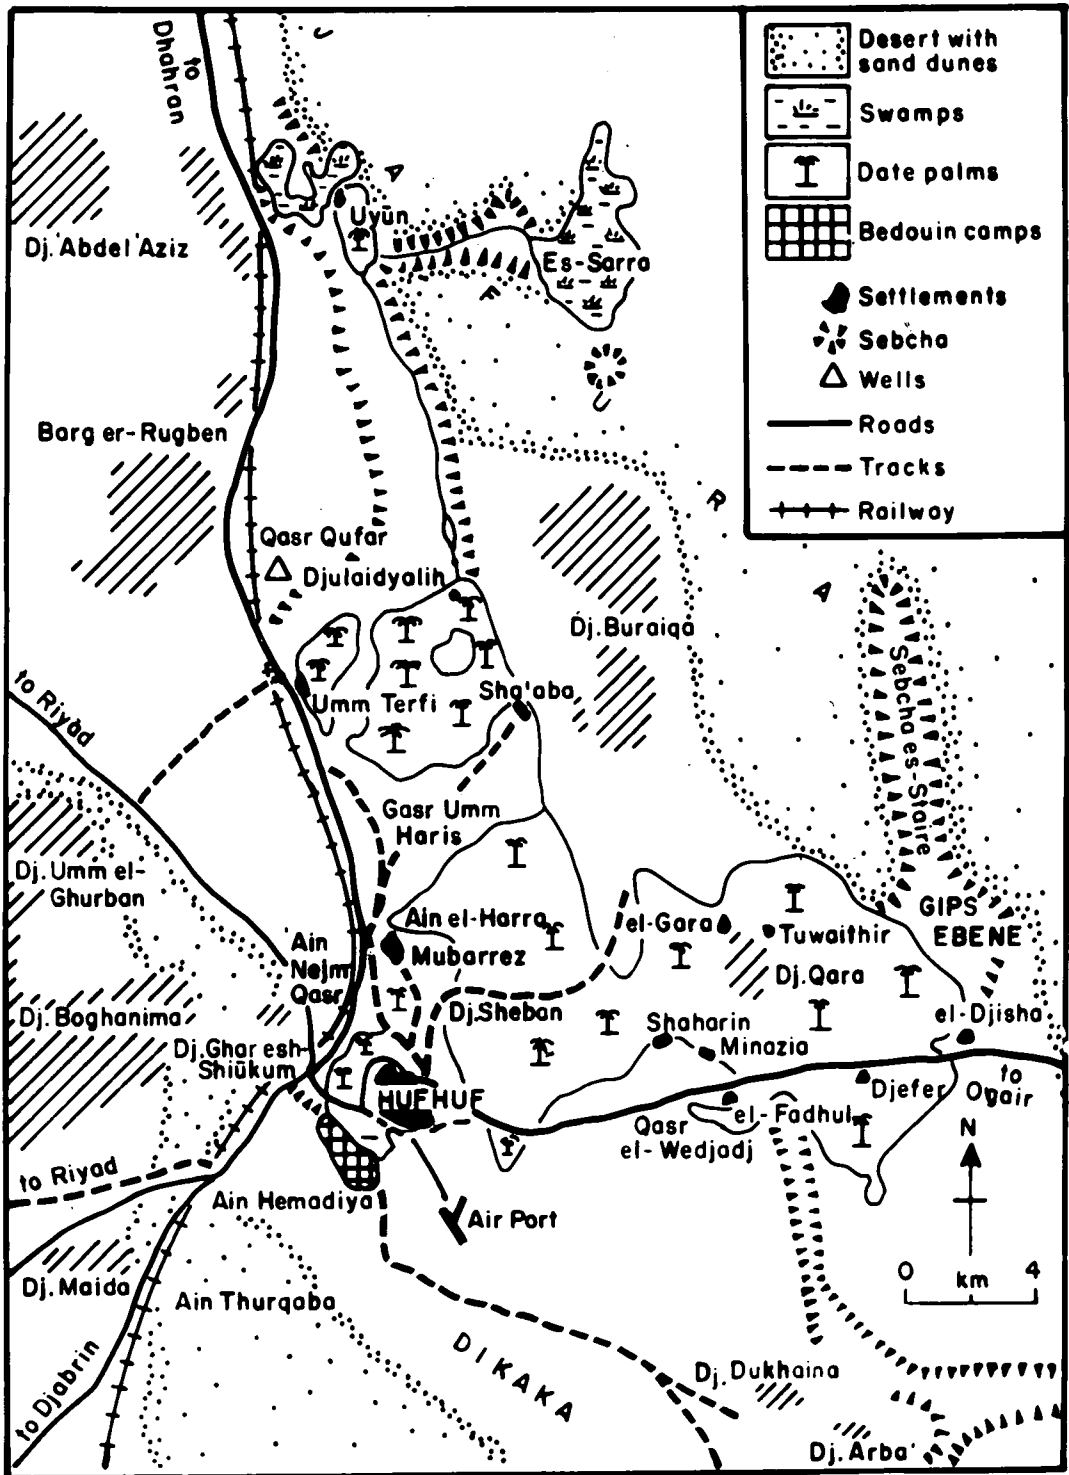 to
Dhahran
J
A
F
U
R
A
Desert with
sand dunes
Swamps
Date palms
Bedouin camps
Settlements
Sebcha
Wells
Roads
Tracks
Railway
Dj. 'Abdel 'Aziz
Uyūn
Es-Sarra
Barg er-Rugben
Qasr Qufar
Djulaidyalih
Dj. Buraiqa
Umm Terfi
Sha'aba
Sebcha es-Staire
to Riyād
Gasr Umm
Haris
Dj. Umm el-
Ghurban
Ain el-Harra
Mubarrez
el-Gara
Tuwaithir
GIPS
EBENE
Ain
Nejm
Qasr
Dj. Qara
Dj. Boghanima
Dj. Sheban
Shaharin
Minazia
el-Djisha
Dj. Ghar esh-
Shiūkum
HUFHUF
Djefer
to
Ogair
Qasr
el-Wedjadj
el-Fadhul
N
to Riyad
Ain Hemadiya
Air Port
0 km 4
Dj. Maida
Ain Thurqaba
to Djabrin
DIKAKA
Dj. Dukhaina
Dj. Arba'